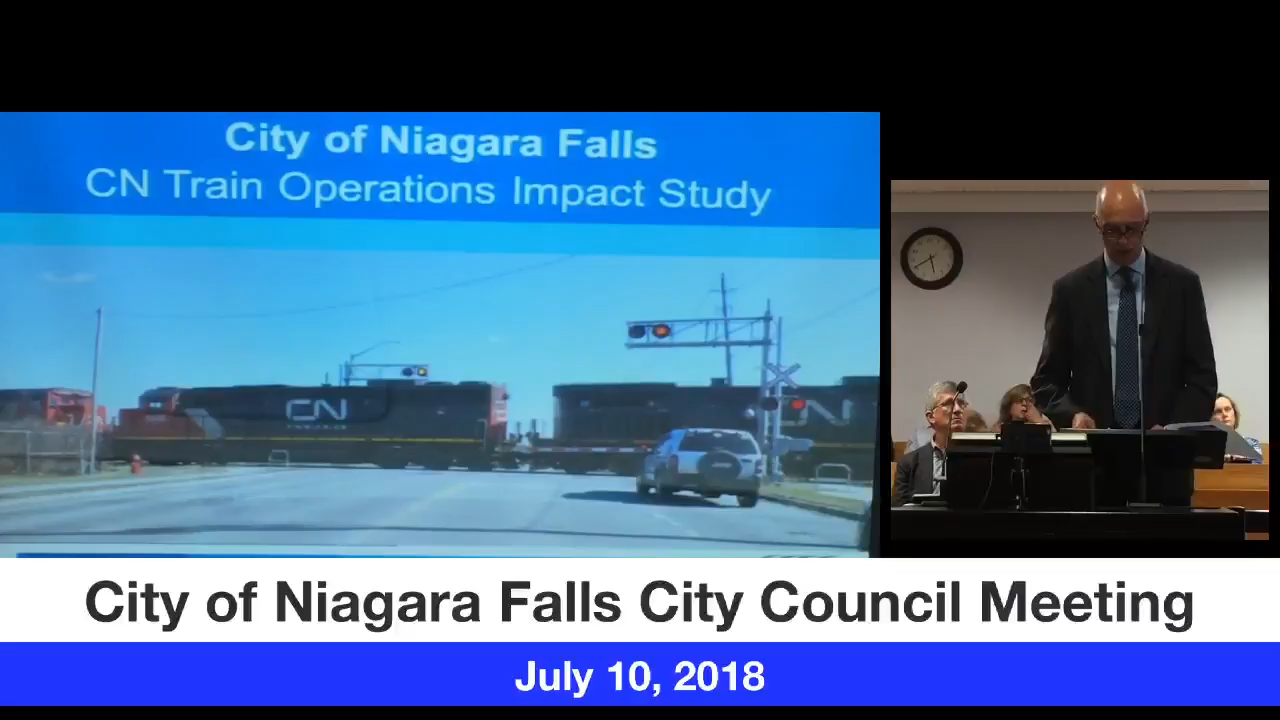 City of Niagara Falls
CN Train Operations Impact Study
CN
CN
City of Niagara Falls City Council Meeting
July 10, 2018